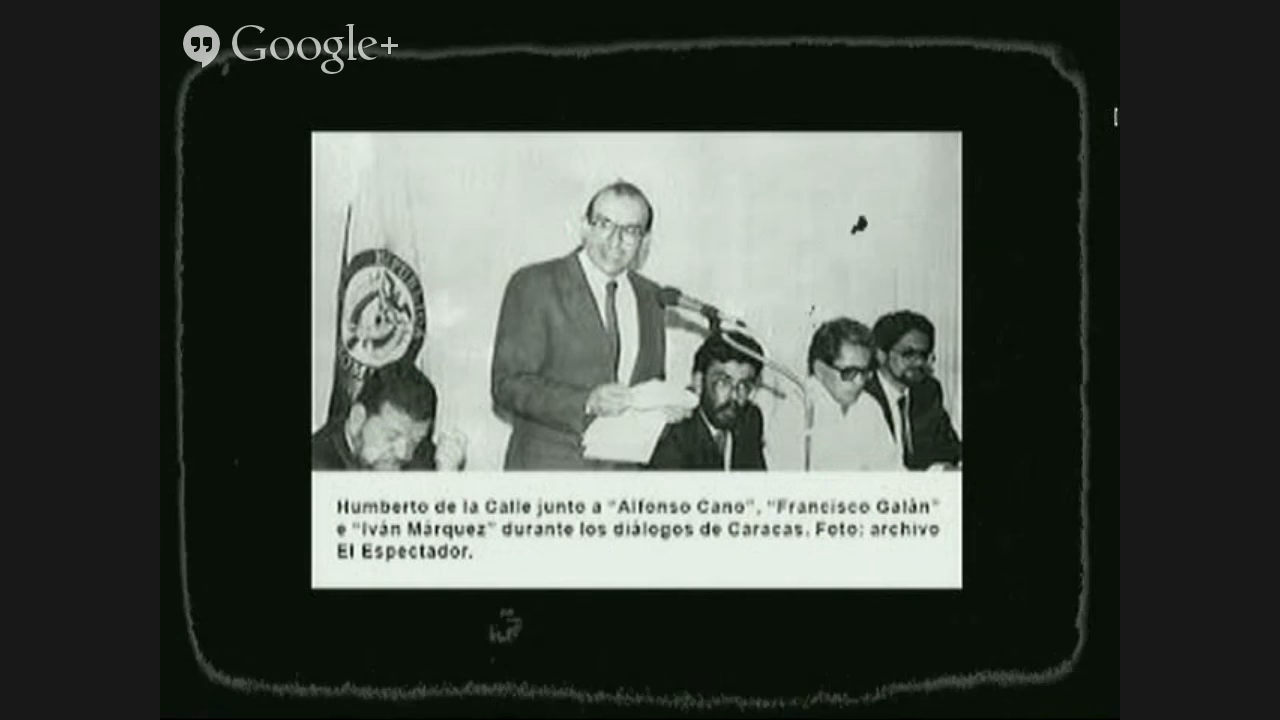 Google+
Humberto de la Calle junto a "Alfonso Cano", "Francisco Galán"
e "Iván Márquez" durante los diálogos de Caracas. Foto: archivo
El Espectador.